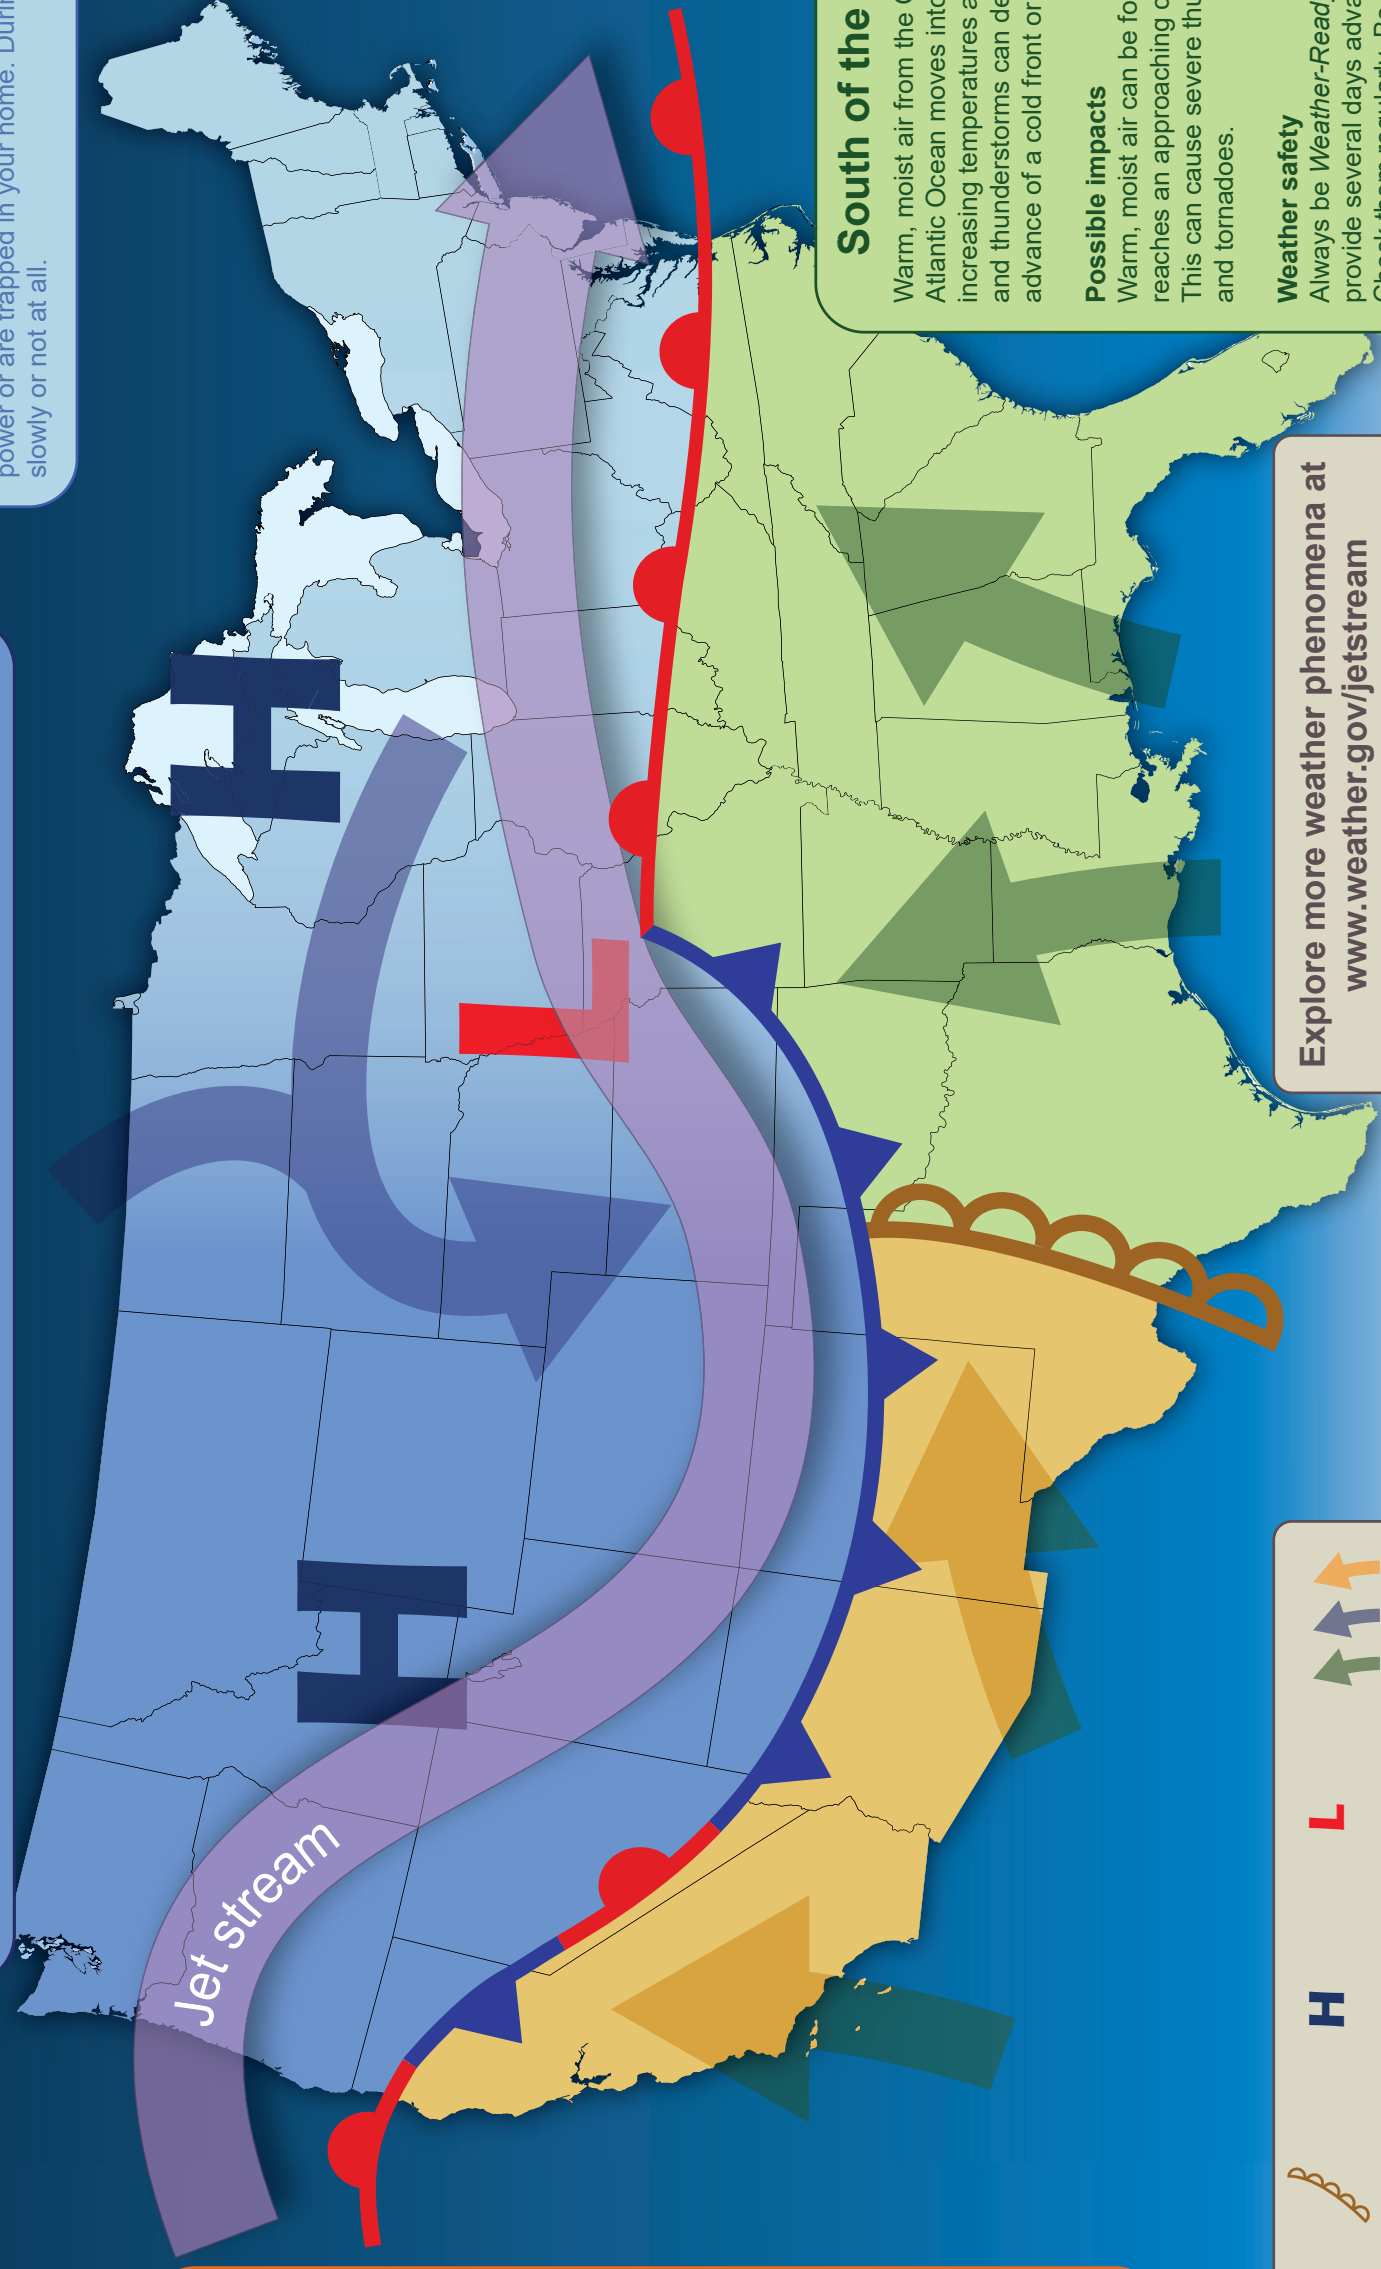 power or are trapped in your home. Durin
slowly or not at all.
H
H
L
Jet stream
South of the
Warm, moist air from the
Atlantic Ocean moves into
increasing temperatures a
and thunderstorms can de
advance of a cold front or
Possible impacts
Warm, moist air can be fo
reaches an approaching c
This can cause severe thu
and tornadoes.
Weather safety
Always be Weather-Ready
provide several days adva
Explore more weather phenomena at
www.weather.gov/jetstream
H
L